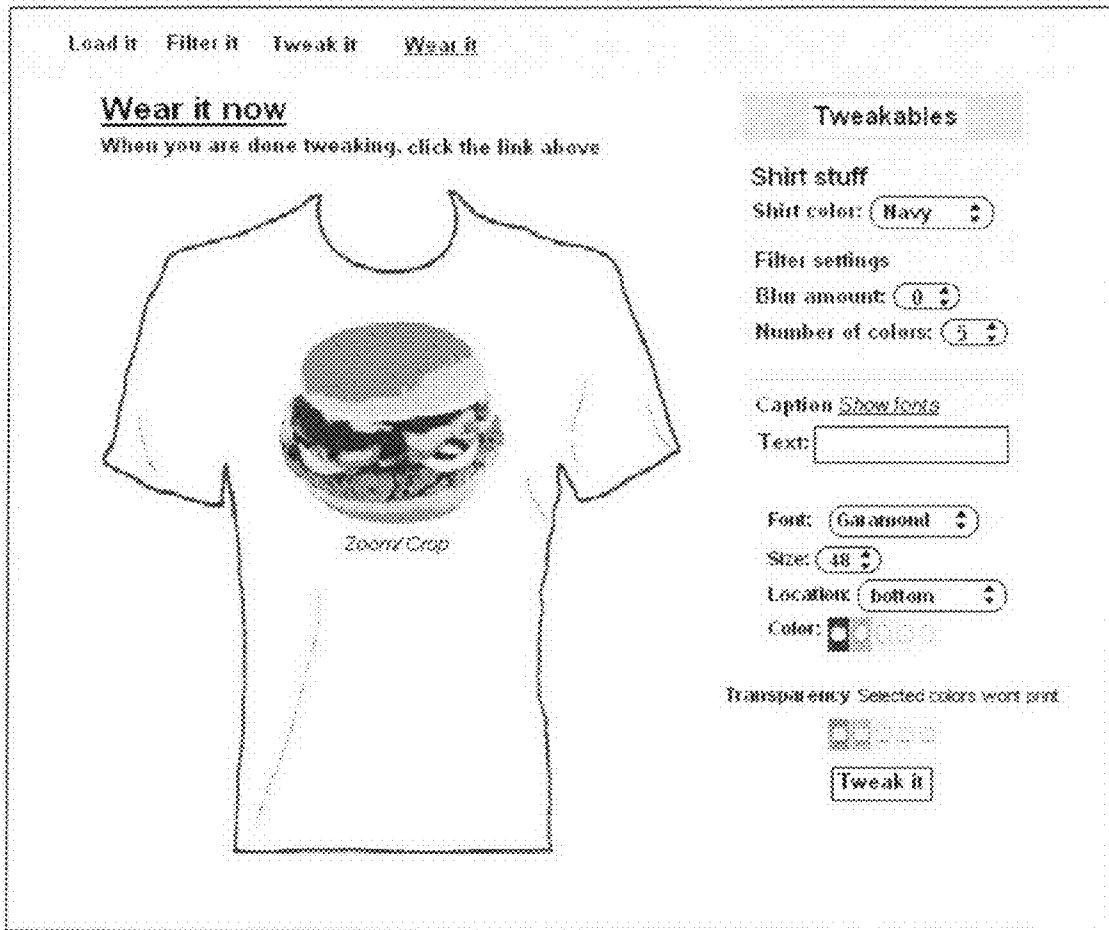 Load it Filter it Tweak it Wear it
Wear it now
When you are done tweaking, click the link above
Zoom/ Crop
Tweakables
Shirt stuff
Shirt color: Navy
Filter settings
Blur amount: 0
Number of colors: 5
Caption Show fonts
Text:
Font: Garamond
Size: 48
Location: bottom
Color:
Transparency Selected colors wont print
Tweak it